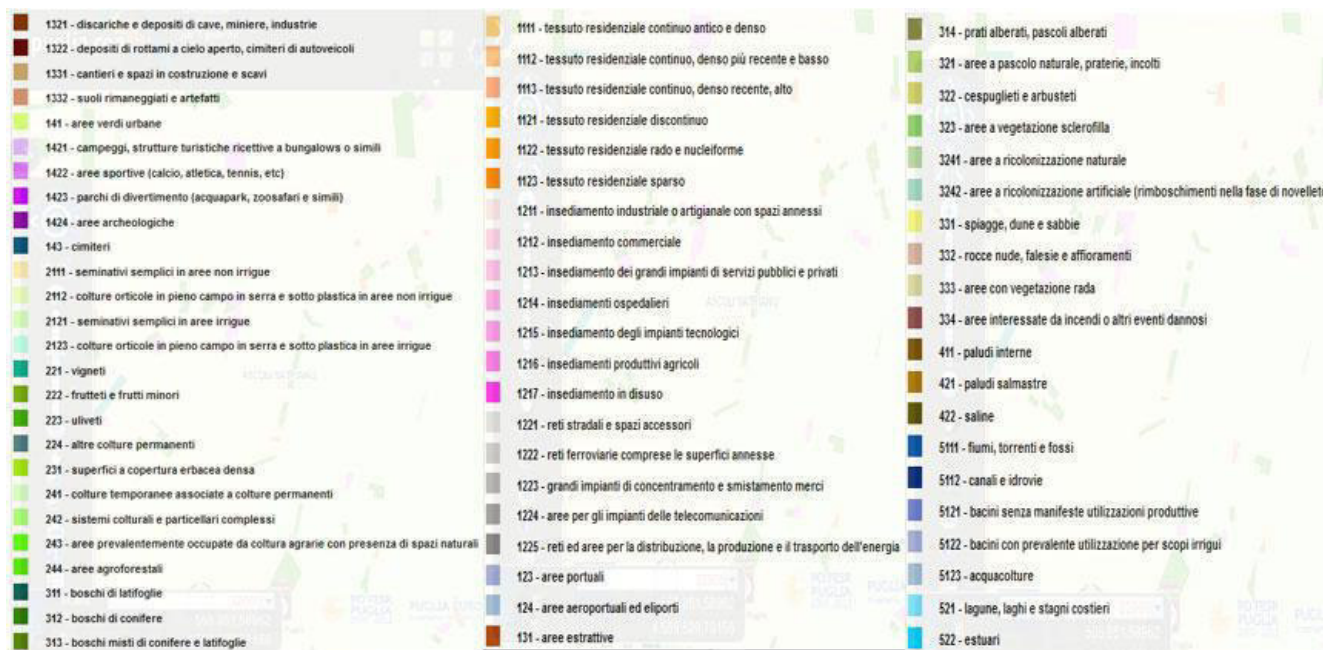 1321 - discariche e depositi di cave, miniere, industrie
1322 - depositi di rottami a cielo aperto, cimiteri di autoveicoli
1331 - cantieri e spazi in costruzione e scavi
1332 - suoli rimaneggiati e artefatti
141 - aree verdi urbane
1421 - campeggi, strutture turistiche ricettive a bungalows o simili
1422 - aree sportive (calcio, atletica, tennis, etc)
1423 - parchi di divertimento (acquapark, zoosafari e simili)
1424 - aree archeologiche
143 - cimiteri
2111 - seminativi semplici in aree non irrigue
2112 - colture orticole in pieno campo in serra e sotto plastica in aree non irrigue
2121 - seminativi semplici in aree irrigue
2123 - colture orticole in pieno campo in serra e sotto plastica in aree irrigue
221 - vigneti
222 - frutteti e frutti minori
223 - uliveti
224 - altre colture permanenti
231 - superfici a copertura erbacea densa
241 - colture temporanee associate a colture permanenti
242 - sistemi colturali e particellari complessi
243 - aree prevalentemente occupate da coltura agrarie con presenza di spazi naturali
244 - aree agroforestali
311 - boschi di latifoglie
312 - boschi di conifere
313 - boschi misti di conifere e latifoglie
1111 - tessuto residenziale continuo antico e denso
1112 - tessuto residenziale continuo, denso più recente e basso
1113 - tessuto residenziale continuo, denso recente, alto
1121 - tessuto residenziale discontinuo
1122 - tessuto residenziale rado e nucleiforme
1123 - tessuto residenziale sparso
1211 - insediamento industriale o artigianale con spazi annessi
1212 - insediamento commerciale
1213 - insediamento dei grandi impianti di servizi pubblici e privati
1214 - insediamenti ospedalieri
1215 - insediamento degli impianti tecnologici
1216 - insediamenti produttivi agricoli
1217 - insediamento in disuso
1221 - reti stradali e spazi accessori
1222 - reti ferroviarie comprese le superfici annesse
1223 - grandi impianti di concentramento e smistamento merci
1224 - aree per gli impianti delle telecomunicazioni
1225 - reti ed aree per la distribuzione, la produzione e il trasporto dell'energia
123 - aree portuali
124 - aree aeroportuali ed eliporti
131 - aree estrattive
314 - prati alberati, pascoli alberati
321 - aree a pascolo naturale, praterie, incolti
322 - cespuglieti e arbusteti
323 - aree a vegetazione sclerofilla
3241 - aree a ricolonizzazione naturale
3242 - aree a ricolonizzazione artificiale (rimboschimenti nella fase di novelleto
331 - spiagge, dune e sabbie
332 - rocce nude, falesie e affioramenti
333 - aree con vegetazione rada
334 - aree interessate da incendi o altri eventi dannosi
411 - paludi interne
421 - paludi salmastre
422 - saline
5111 - fiumi, torrenti e fossi
5112 - canali e idrovie
5121 - bacini senza manifeste utilizzazioni produttive
5122 - bacini con prevalente utilizzazione per scopi irrigui
5123 - acquacolture
521 - lagune, laghi e stagni costieri
522 - estuari